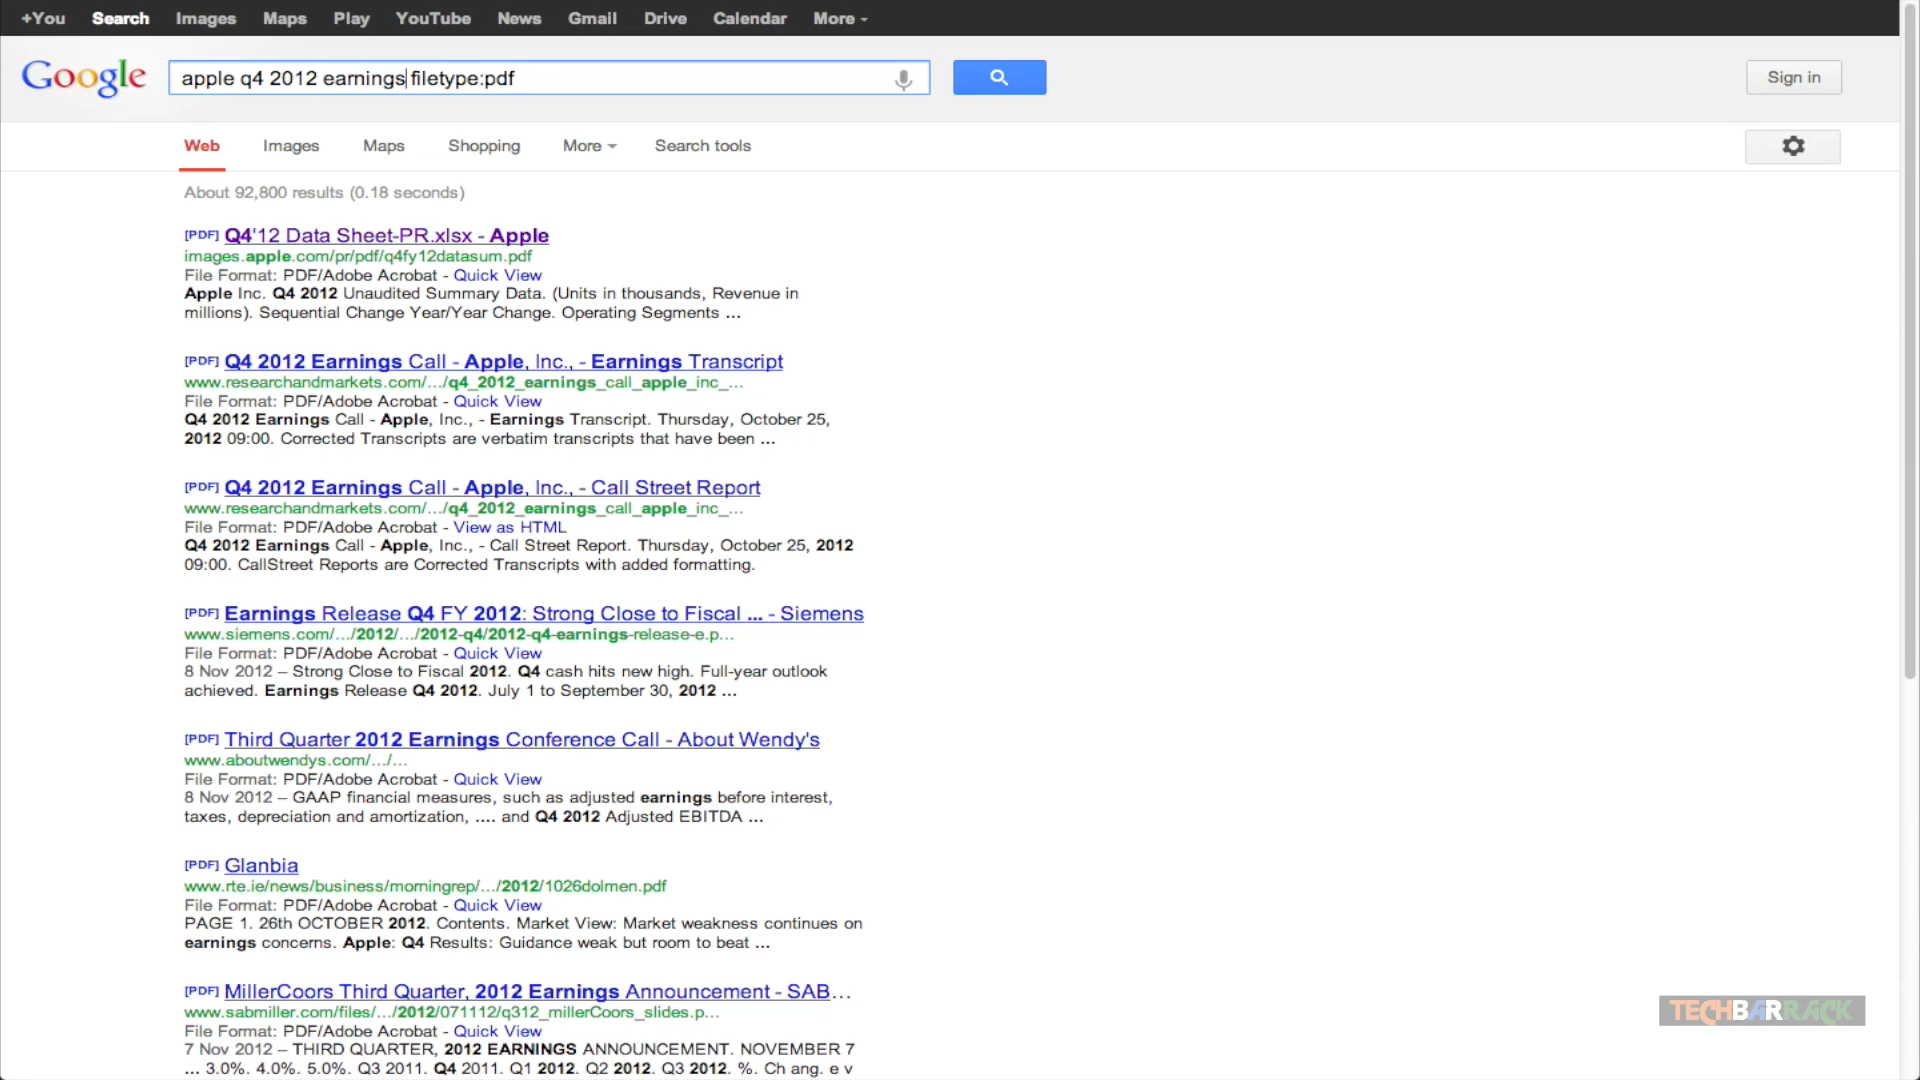 +You Search Images Maps Play YouTube News Gmail Drive Calendar More
Google apple q4 2012 earnings filetype:pdf Sign in
Web Images Maps Shopping More Search tools
About 92,800 results (0.18 seconds)
[PDF] Q4'12 Data Sheet-PR.xlsx - Apple
images.apple.com/pr/pdf/q4fy12datasum.pdf
File Format: PDF/Adobe Acrobat - Quick View
Apple Inc. Q4 2012 Unaudited Summary Data. (Units in thousands, Revenue in
millions). Sequential Change Year/Year Change. Operating Segments ...
[PDF] Q4 2012 Earnings Call - Apple, Inc., - Earnings Transcript
www.researchandmarkets.com/.../q4_2012_earnings_call_apple_inc_...
File Format: PDF/Adobe Acrobat - Quick View
Q4 2012 Earnings Call - Apple, Inc., - Earnings Transcript. Thursday, October 25,
2012 09:00. Corrected Transcripts are verbatim transcripts that have been ...
[PDF] Q4 2012 Earnings Call - Apple, Inc., - Call Street Report
www.researchandmarkets.com/.../q4_2012_earnings_call_apple_inc_...
File Format: PDF/Adobe Acrobat - View as HTML
Q4 2012 Earnings Call - Apple, Inc., - Call Street Report. Thursday, October 25, 2012
09:00. CallStreet Reports are Corrected Transcripts with added formatting.
[PDF] Earnings Release Q4 FY 2012: Strong Close to Fiscal ... - Siemens
www.siemens.com/.../2012/.../2012-q4/2012-q4-earnings-release-e.p...
File Format: PDF/Adobe Acrobat - Quick View
8 Nov 2012 – Strong Close to Fiscal 2012. Q4 cash hits new high. Full-year outlook
achieved. Earnings Release Q4 2012. July 1 to September 30, 2012 ...
[PDF] Third Quarter 2012 Earnings Conference Call - About Wendy's
www.aboutwendys.com/.../...
File Format: PDF/Adobe Acrobat - Quick View
8 Nov 2012 – GAAP financial measures, such as adjusted earnings before interest,
taxes, depreciation and amortization, .... and Q4 2012 Adjusted EBITDA ...
[PDF] Glanbia
www.rte.ie/news/business/morningrep/.../2012/1026dolmen.pdf
File Format: PDF/Adobe Acrobat - Quick View
PAGE 1. 26th OCTOBER 2012. Contents. Market View: Market weakness continues on
earnings concerns. Apple: Q4 Results: Guidance weak but room to beat ...
[PDF] MillerCoors Third Quarter, 2012 Earnings Announcement - SAB...
www.sabmiller.com/files/.../2012/071112/q312_millerCoors_slides.p...
File Format: PDF/Adobe Acrobat - Quick View
7 Nov 2012 – THIRD QUARTER, 2012 EARNINGS ANNOUNCEMENT. NOVEMBER 7
... 3.0%. 4.0%. 5.0%. Q3 2011. Q4 2011. Q1 2012. Q2 2012. Q3 2012. %. Ch ang. e v
TECHBARRACK